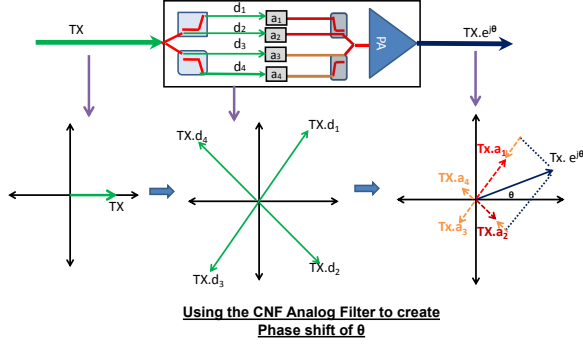 TX
d1
d2
d3
d4
a1
a2
a3
a4
PA
TX.e^jθ
TX
TX.d4
TX.d1
TX.d3
TX.d2
Tx.a1
Tx. e^jθ
TX.a4
θ
Tx.a3
TX.a2
Using the CNF Analog Filter to create
Phase shift of θ